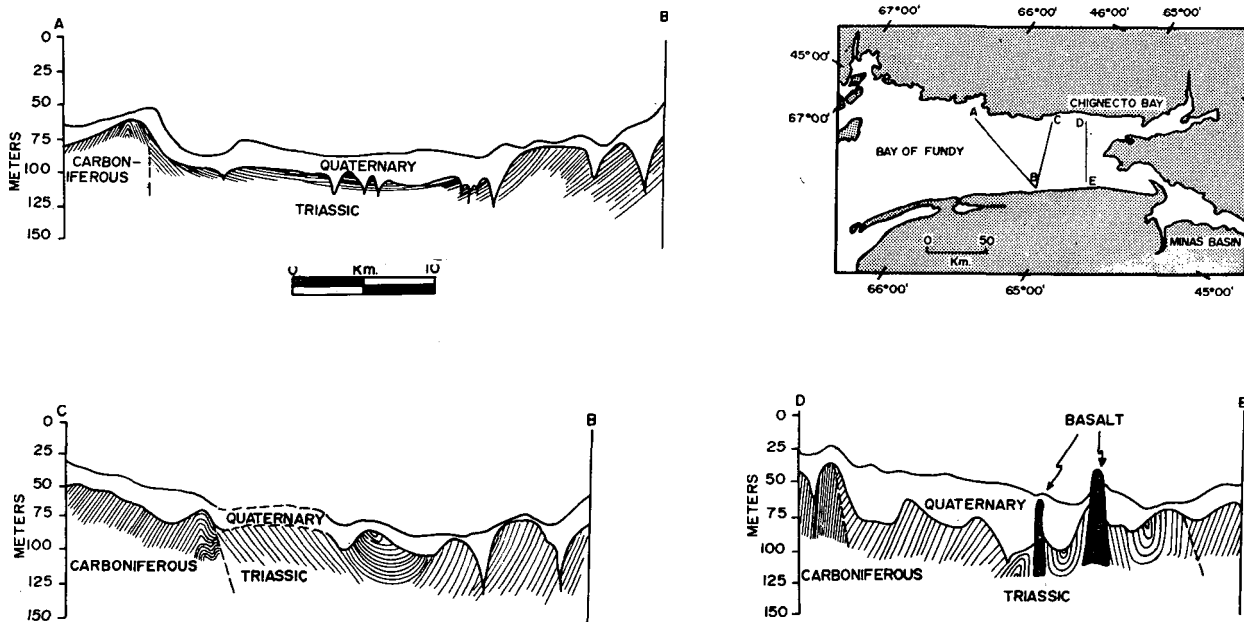 A
B
0
25
50
75
100
125
150
METERS
CARBON-
IFEROUS
QUATERNARY
TRIASSIC
0 Km. 10
67°00'
66°00'
46°00'
65°00'
45°00'
67°00'
CHIGNECTO BAY
A
C
D
BAY OF FUNDY
B
E
0 50
Km.
MINAS BASIN
66°00'
65°00'
45°00'
C
B
0
25
50
75
100
125
150
METERS
QUATERNARY
CARBONIFEROUS
TRIASSIC
D
E
0
25
50
75
100
125
150
METERS
BASALT
QUATERNARY
CARBONIFEROUS
TRIASSIC